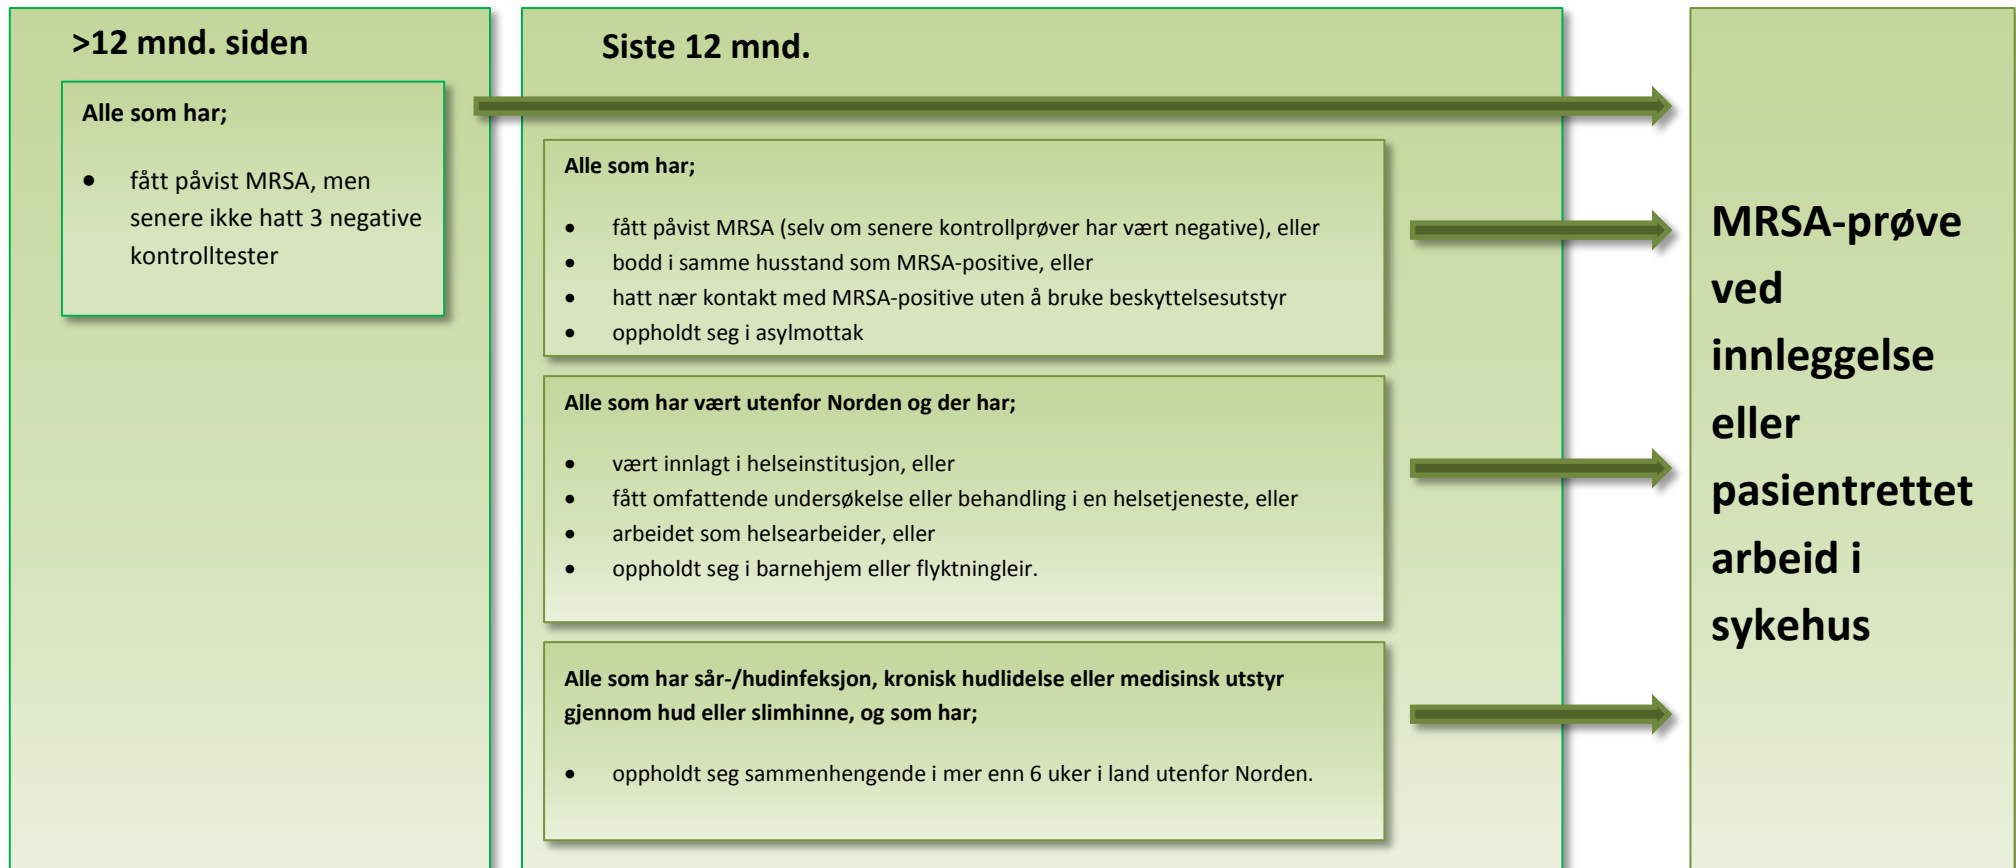 >12 mnd. siden
Alle som har;
• fått påvist MRSA, men
senere ikke hatt 3 negative
kontrolltester
Siste 12 mnd.
Alle som har;
• fått påvist MRSA (selv om senere kontrollprøver har vært negative), eller
• bodd i samme husstand som MRSA-positive, eller
• hatt nær kontakt med MRSA-positive uten å bruke beskyttelsesutstyr
• oppholdt seg i asylmottak
Alle som har vært utenfor Norden og der har;
• vært innlagt i helseinstitusjon, eller
• fått omfattende undersøkelse eller behandling i en helsetjeneste, eller
• arbeidet som helsearbeider, eller
• oppholdt seg i barnehjem eller flyktningleir.
Alle som har sår-/hudinfeksjon, kronisk hudlidelse eller medisinsk utstyr
gjennom hud eller slimhinne, og som har;
• oppholdt seg sammenhengende i mer enn 6 uker i land utenfor Norden.
MRSA-prøve
ved
innleggelse
eller
pasientrettet
arbeid i
sykehus